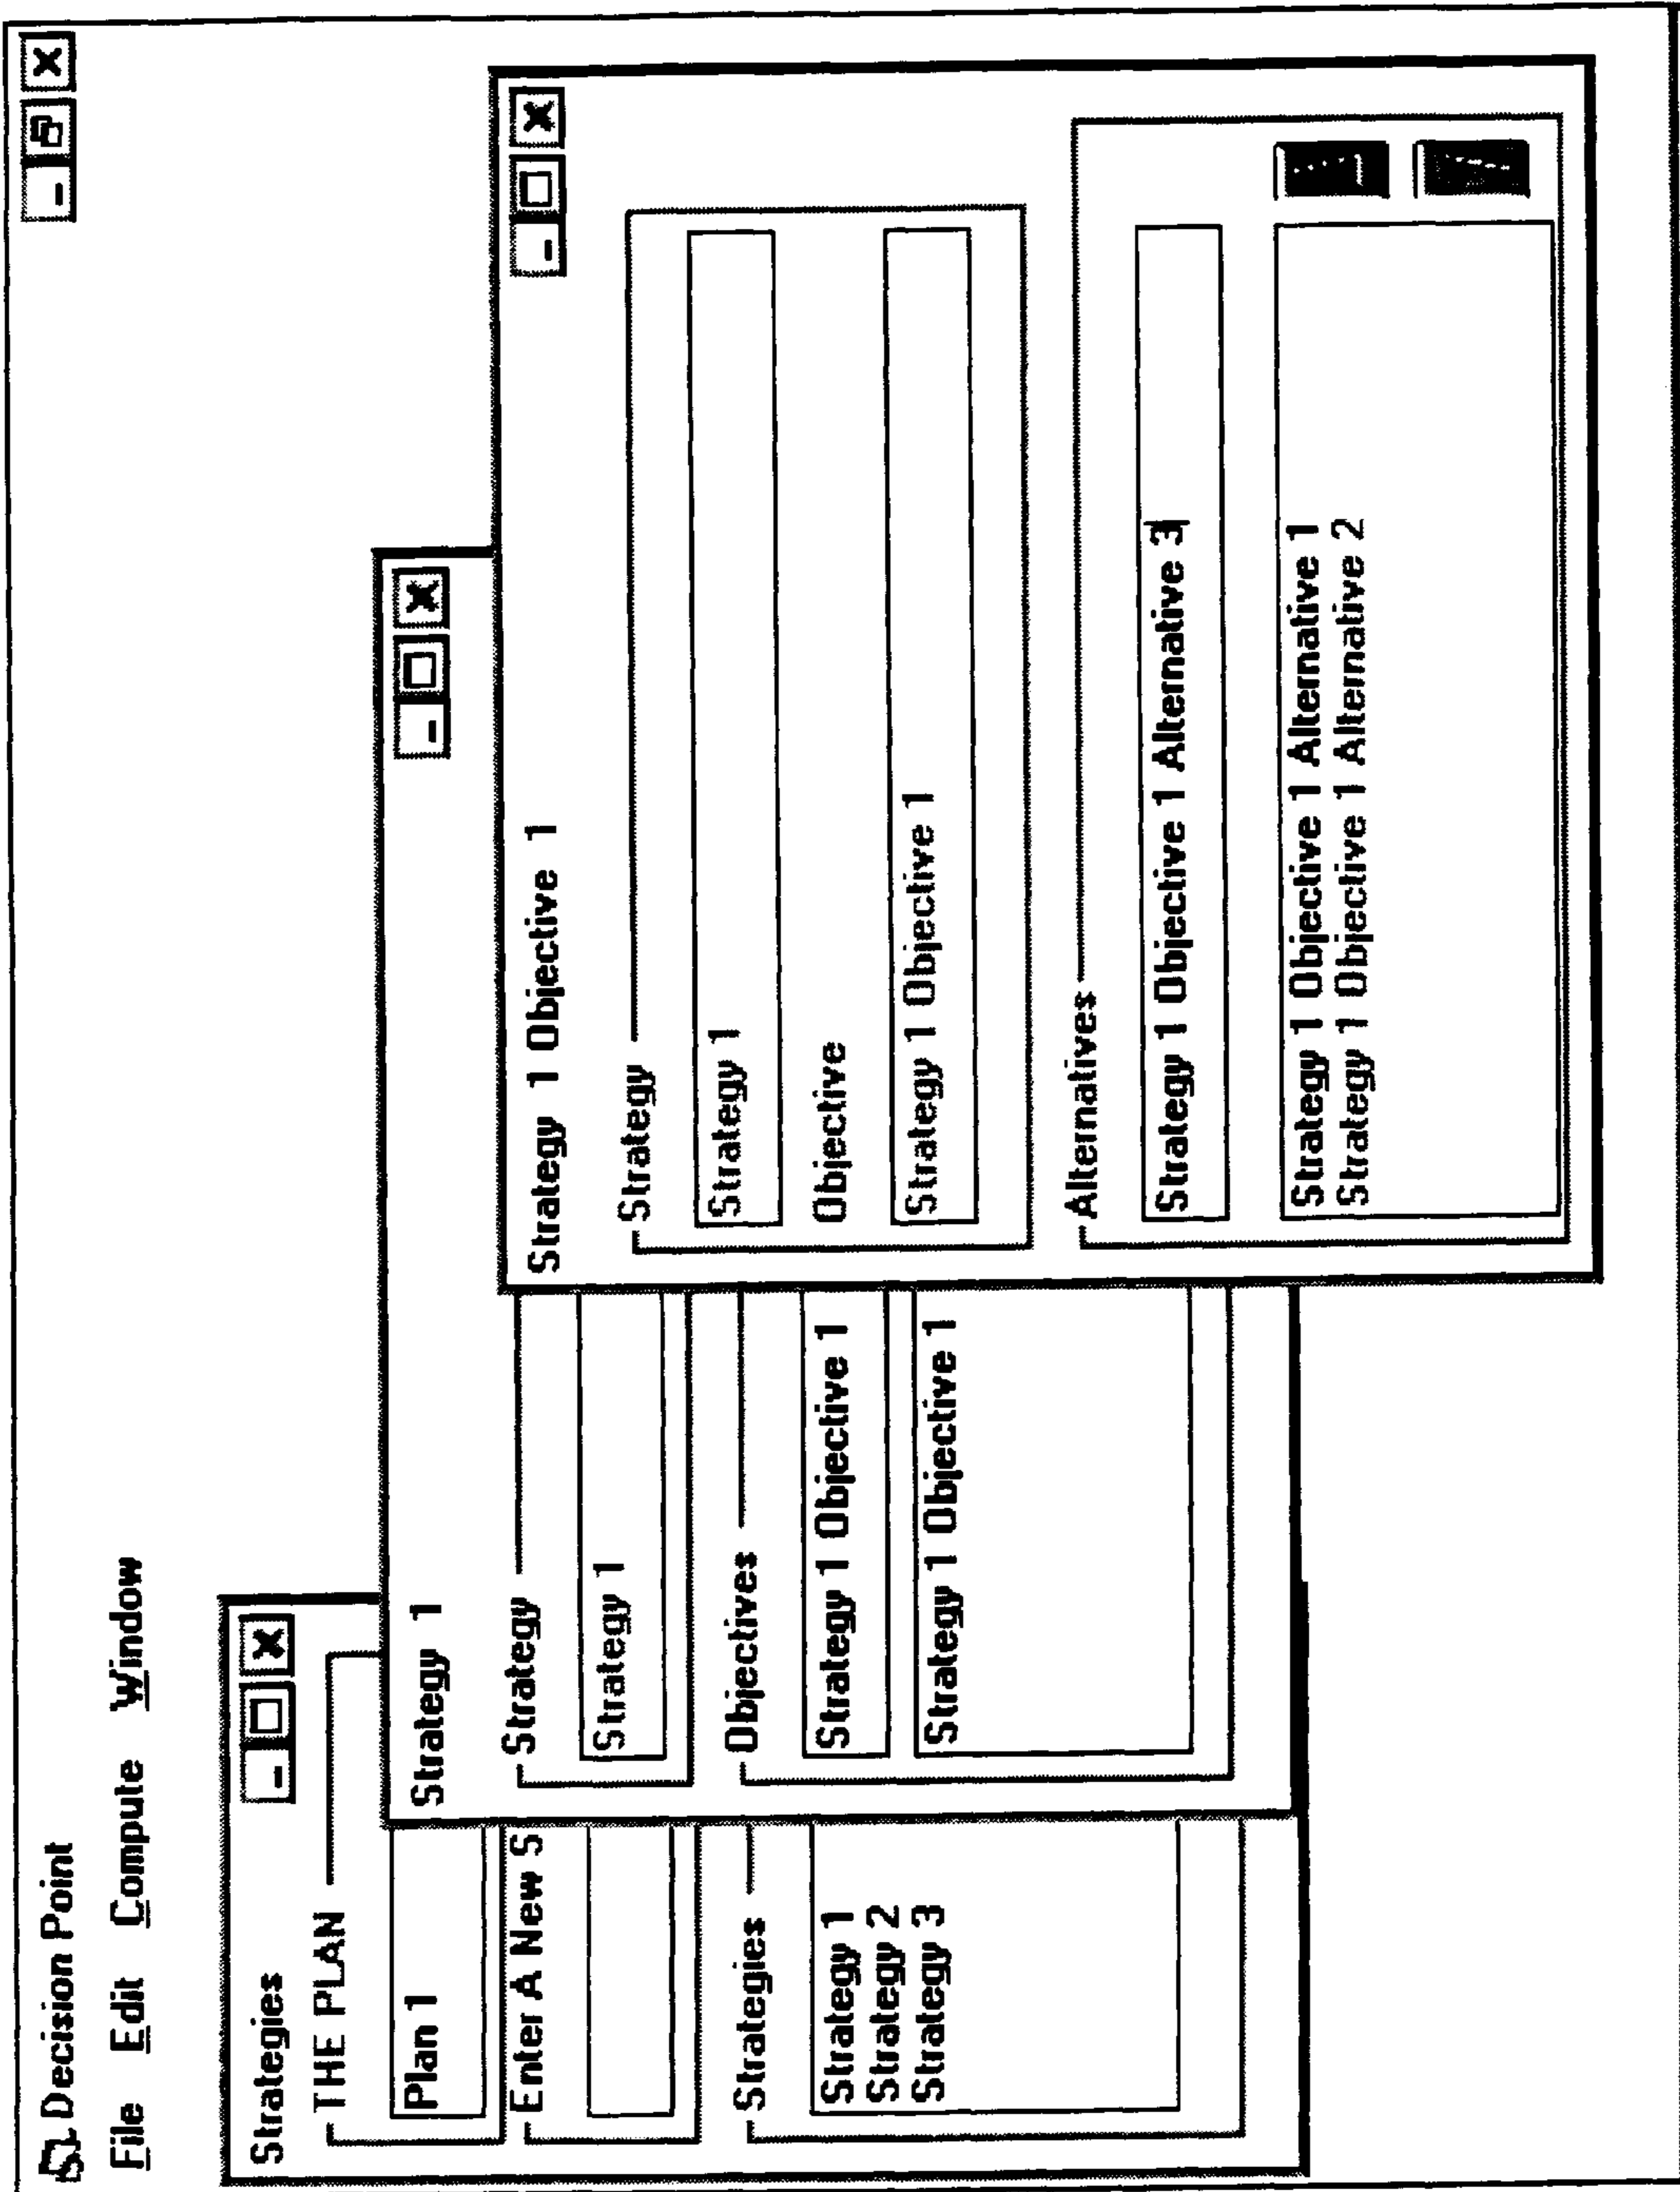 Decision Point
File Edit Compute Window
Strategies
THE PLAN
Plan 1
Enter A New S
Strategies
Strategy 1
Strategy 2
Strategy 3
Strategy 1
Strategy
Strategy 1
Objectives
Strategy 1 Objective 1
Strategy 1 Objective 1
Strategy 1 Objective 1
Strategy
Strategy 1
Objective
Strategy 1 Objective 1
Alternatives
Strategy 1 Objective 1 Alternative 3
Strategy 1 Objective 1 Alternative 1
Strategy 1 Objective 1 Alternative 2